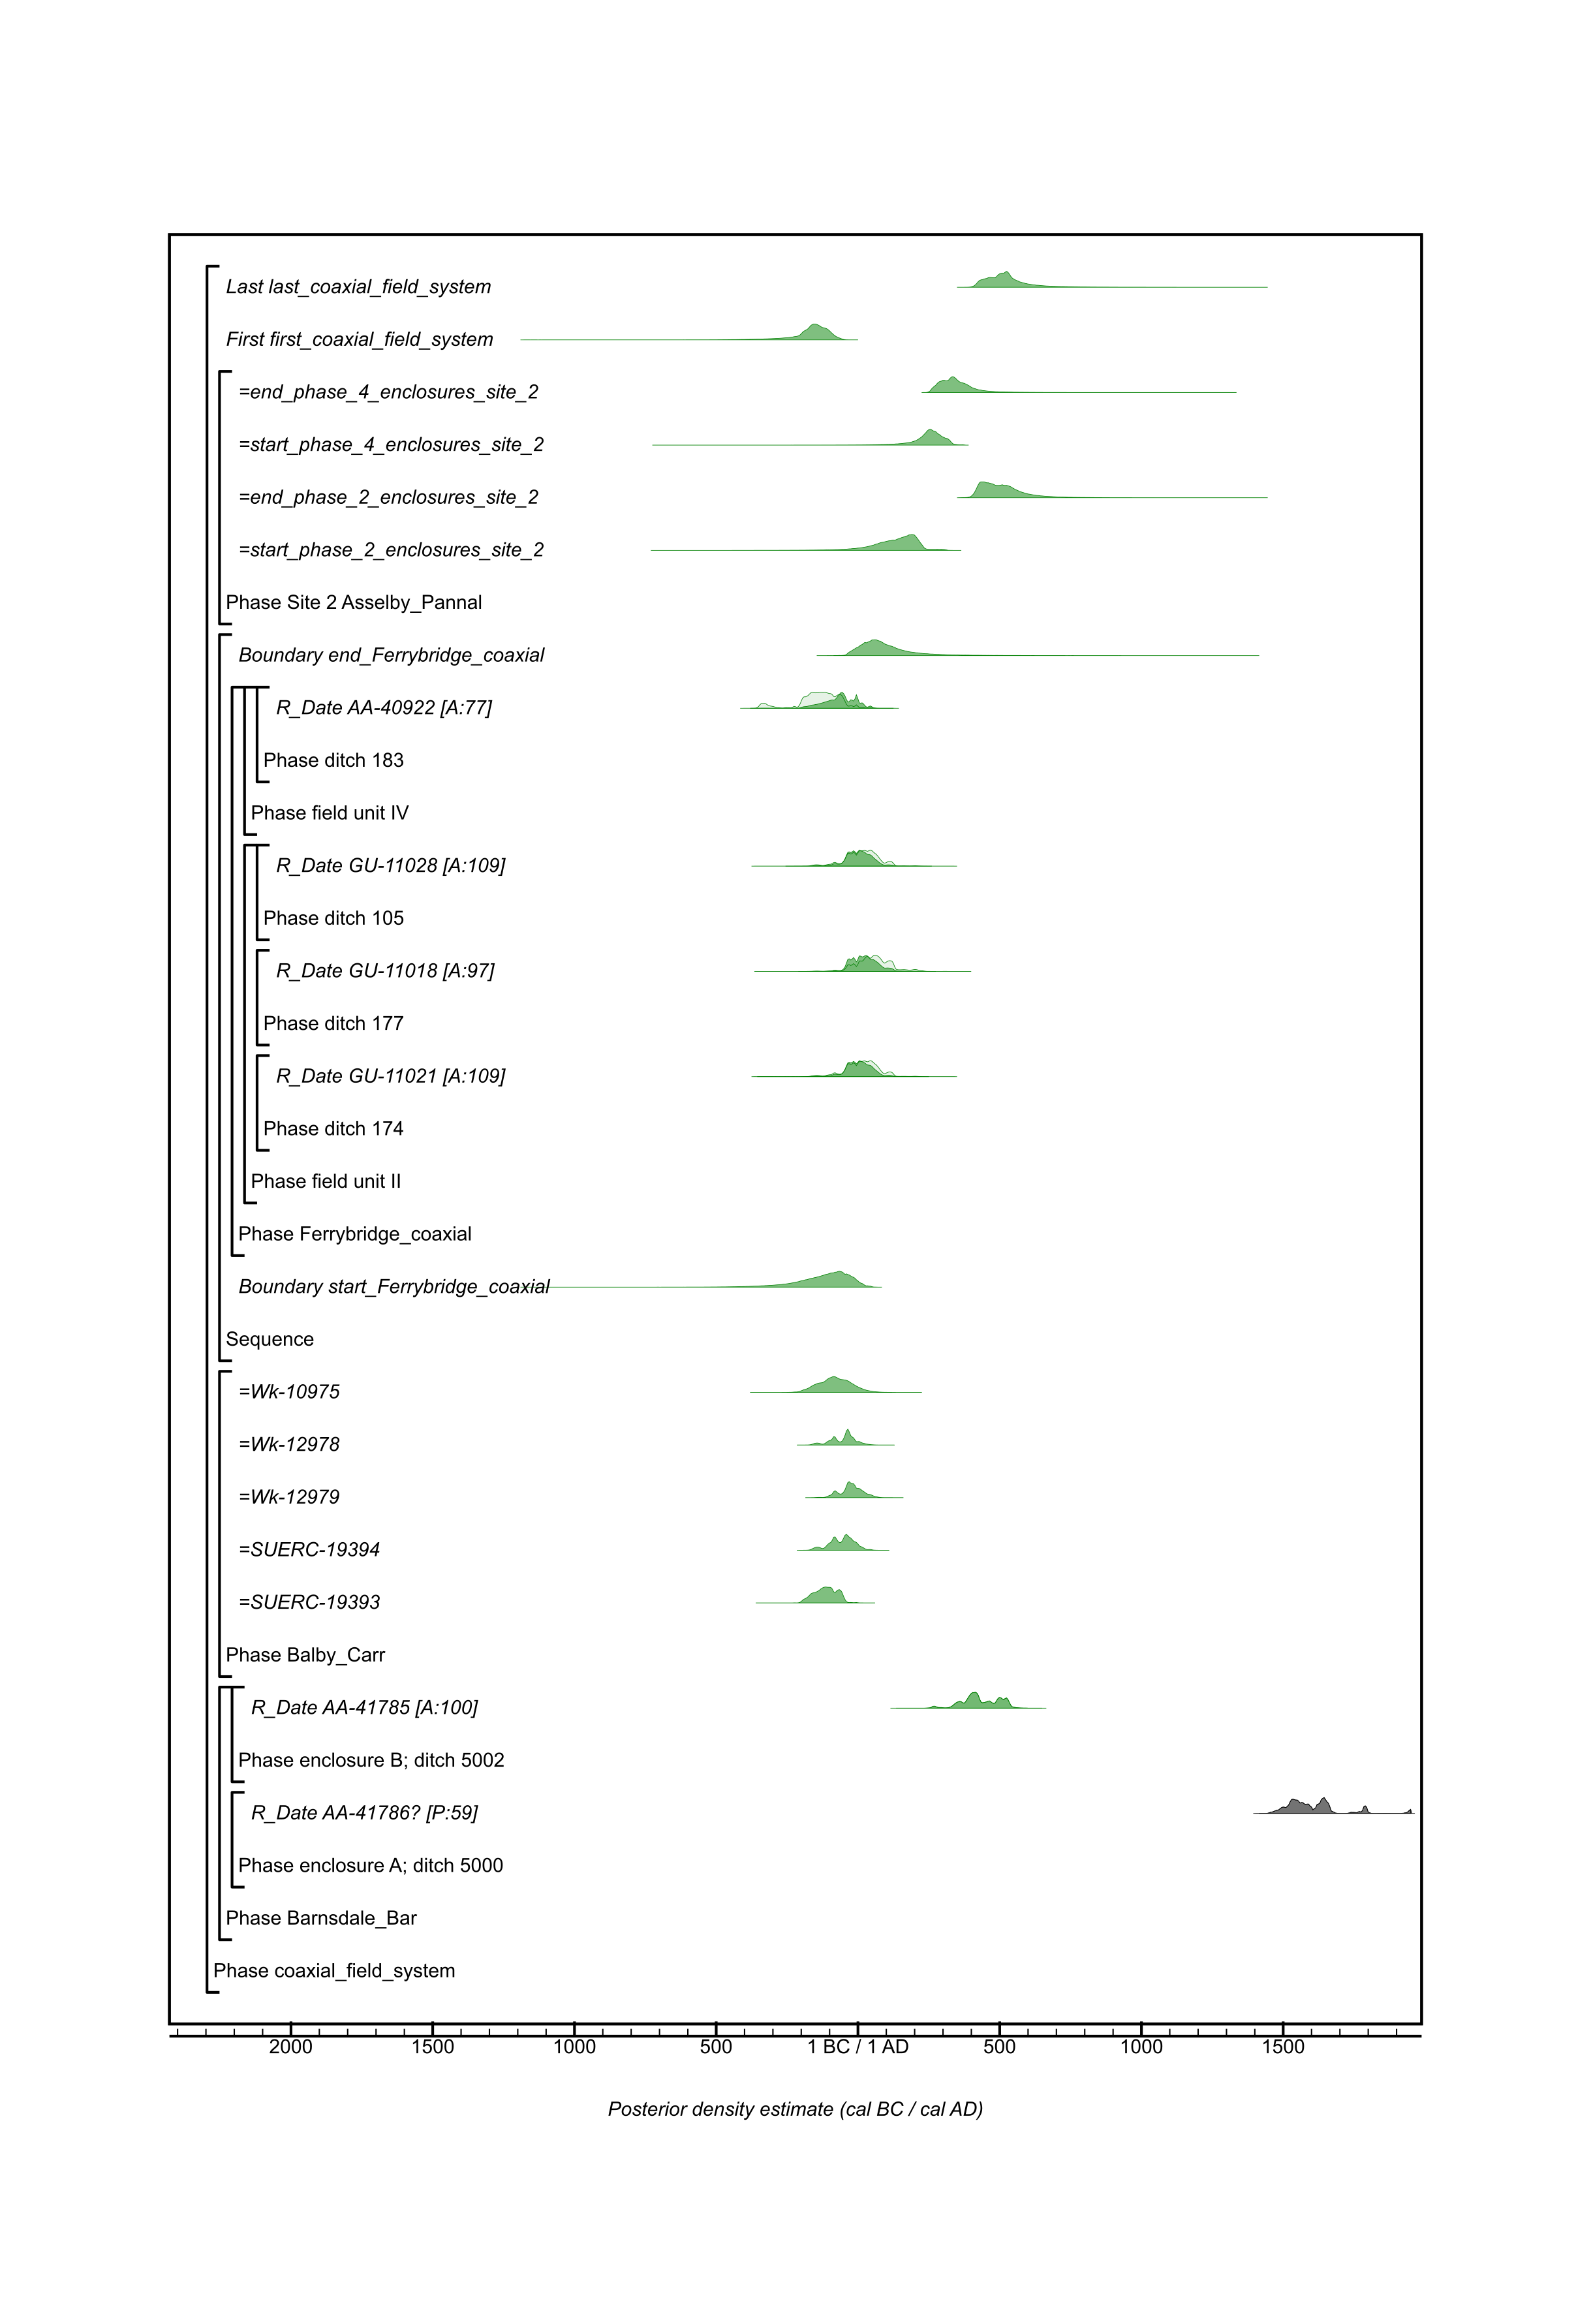 Last last_coaxial_field_system
First first_coaxial_field_system
=end_phase_4_enclosures_site_2
=start_phase_4_enclosures_site_2
=end_phase_2_enclosures_site_2
=start_phase_2_enclosures_site_2
Phase Site 2 Asselby_Pannal
Boundary end_Ferrybridge_coaxial
R_Date AA-40922 [A:77]
Phase ditch 183
Phase field unit IV
R_Date GU-11028 [A:109]
Phase ditch 105
R_Date GU-11018 [A:97]
Phase ditch 177
R_Date GU-11021 [A:109]
Phase ditch 174
Phase field unit II
Phase Ferrybridge_coaxial
Boundary start_Ferrybridge_coaxial
Sequence
=Wk-10975
=Wk-12978
=Wk-12979
=SUERC-19394
=SUERC-19393
Phase Balby_Carr
R_Date AA-41785 [A:100]
Phase enclosure B; ditch 5002
R_Date AA-41786? [P:59]
Phase enclosure A; ditch 5000
Phase Barnsdale_Bar
Phase coaxial_field_system
2000 1500 1000 500 1 BC / 1 AD 500 1000 1500
Posterior density estimate (cal BC / cal AD)